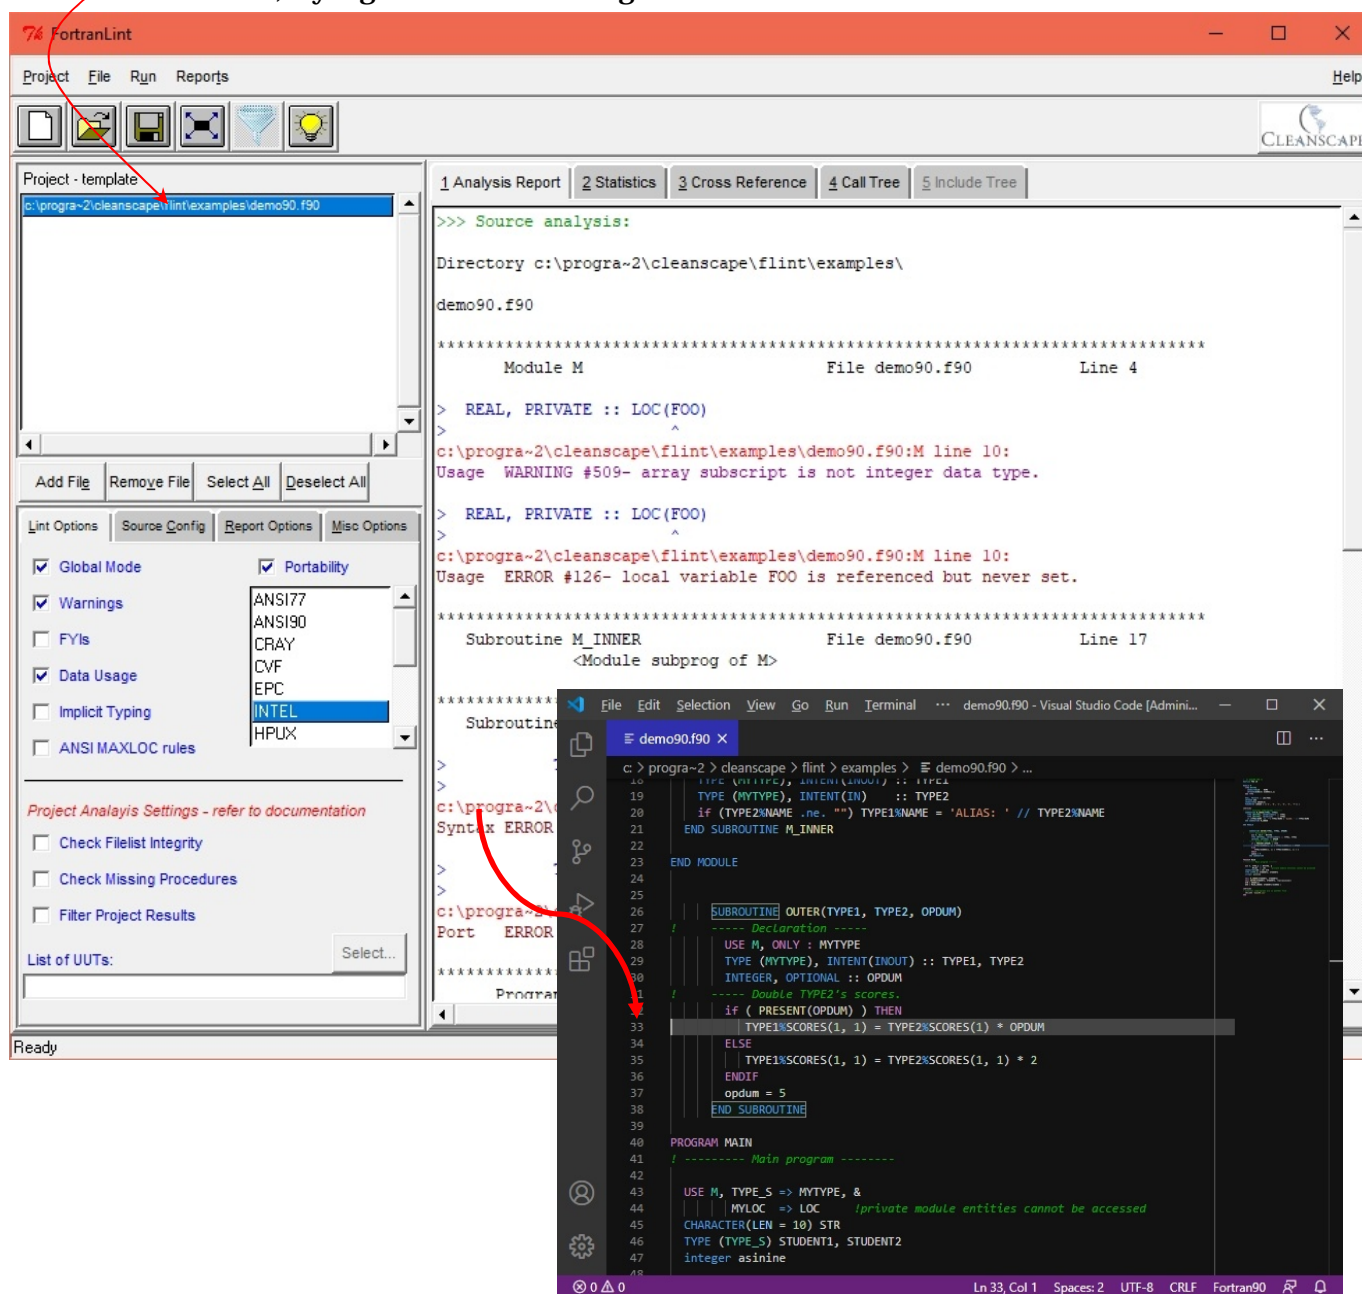 FortranLint
Project File Run Reports Help
CLEANSCAPE
Project - template
c:\progra~2\cleanscape\flint\examples\demo90.f90
Add File Remove File Select All Deselect All
Lint Options Source Config Report Options Misc Options
Global Mode Portability
Warnings
FYIs
Data Usage
Implicit Typing
ANSI MAXLOC rules
ANSI77
ANSI90
CRAY
CVF
EPC
INTEL
HPUX
Project Analayis Settings - refer to documentation
Check Filelist Integrity
Check Missing Procedures
Filter Project Results
List of UUTs: Select...
Ready
1 Analysis Report 2 Statistics 3 Cross Reference 4 Call Tree 5 Include Tree
>>> Source analysis:
Directory c:\progra~2\cleanscape\flint\examples\
demo90.f90
********************************************************************************
Module M File demo90.f90 Line 4
> REAL, PRIVATE :: LOC(FOO)
> ^
c:\progra~2\cleanscape\flint\examples\demo90.f90:M line 10:
Usage WARNING #509- array subscript is not integer data type.
> REAL, PRIVATE :: LOC(FOO)
> ^
c:\progra~2\cleanscape\flint\examples\demo90.f90:M line 10:
Usage ERROR #126- local variable FOO is referenced but never set.
********************************************************************************
Subroutine M_INNER File demo90.f90 Line 17
<Module subprog of M>
************
Subroutine
>
>
c:\progra~2\
Syntax ERROR
>
>
c:\progra~2\
Port ERROR
************
Program
File Edit Selection View Go Run Terminal ··· demo90.f90 - Visual Studio Code [Admini...
demo90.f90
c: > progra~2 > cleanscape > flint > examples > demo90.f90 > ...
18 TYPE (MYTYPE), INTENT(INOUT) :: TYPE1
19 TYPE (MYTYPE), INTENT(IN) :: TYPE2
20 if (TYPE2%NAME .ne. "") TYPE1%NAME = 'ALIAS: ' // TYPE2%NAME
21 END SUBROUTINE M_INNER
22
23 END MODULE
24
25
26 SUBROUTINE OUTER(TYPE1, TYPE2, OPDUM)
27 ! ----- Declaration -----
28 USE M, ONLY : MYTYPE
29 TYPE (MYTYPE), INTENT(INOUT) :: TYPE1, TYPE2
30 INTEGER, OPTIONAL :: OPDUM
31 ! ----- Double TYPE2's scores.
32 if ( PRESENT(OPDUM) ) THEN
33 TYPE1%SCORES(1, 1) = TYPE2%SCORES(1) * OPDUM
34 ELSE
35 TYPE1%SCORES(1, 1) = TYPE2%SCORES(1, 1) * 2
36 ENDIF
37 opdum = 5
38 END SUBROUTINE
39
40 PROGRAM MAIN
41 ! --------- Main program --------
42
43 USE M, TYPE_S => MYTYPE, &
44 MYLOC => LOC !private module entities cannot be accessed
45 CHARACTER(LEN = 10) STR
46 TYPE (TYPE_S) STUDENT1, STUDENT2
47 integer asinine
48
0 0 Ln 33, Col 1 Spaces: 2 UTF-8 CRLF Fortran90